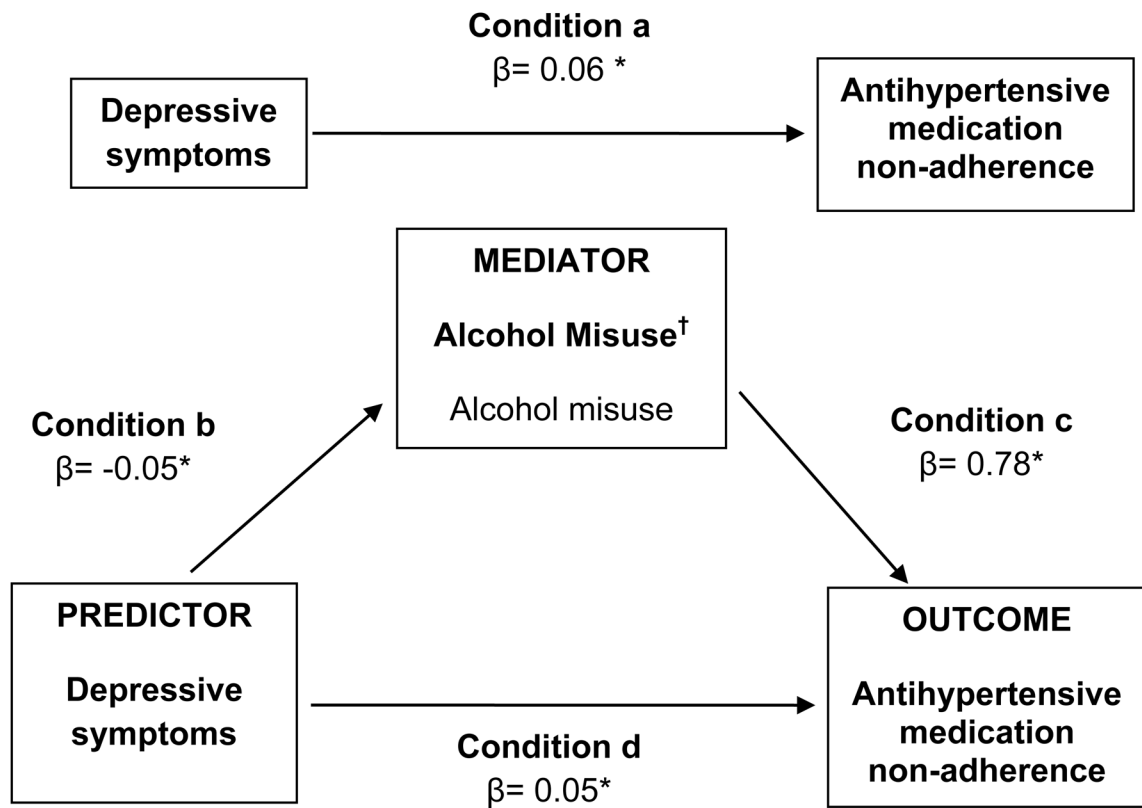 Condition a
β= 0.06 *
Depressive
symptoms
Antihypertensive
medication
non-adherence
MEDIATOR
Alcohol Misuse†
Alcohol misuse
Condition b
β= -0.05*
Condition c
β= 0.78*
PREDICTOR
Depressive
symptoms
Condition d
β= 0.05*
OUTCOME
Antihypertensive
medication
non-adherence